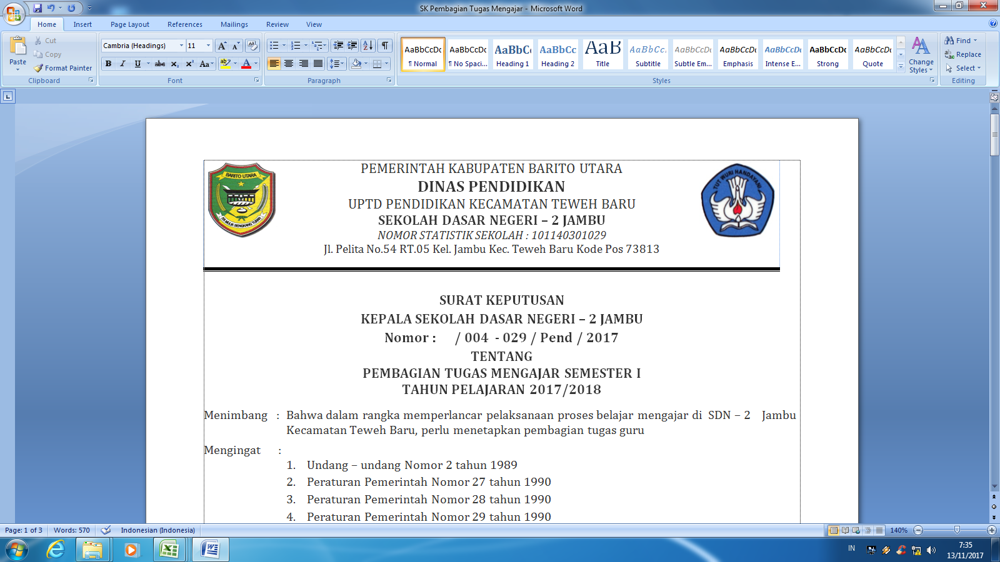 SK Pembagian Tugas Mengajar - Microsoft Word
Home Insert Page Layout References Mailings Review View
Paste
Cut
Copy
Format Painter
Clipboard
Cambria (Headings) 11
B I U abc x₂ x² Aa
Font
Paragraph
AaBbCcDc AaBbCcDc AaBbC AaBbCc AaB AaBbCc. AaBbCcDc AaBbCcDc AaBbCcDc AaBbCcDc AaBbCcDc
¶ Normal ¶ No Spaci... Heading 1 Heading 2 Title Subtitle Subtle Em... Emphasis Intense E... Strong Quote
Change Styles
Styles
Find
Replace
Select
Editing
BARITO UTARA
TUT WURI HANDAYANI
PEMERINTAH KABUPATEN BARITO UTARA
DINAS PENDIDIKAN
UPTD PENDIDIKAN KECAMATAN TEWEH BARU
SEKOLAH DASAR NEGERI – 2 JAMBU
NOMOR STATISTIK SEKOLAH : 101140301029
Jl. Pelita No.54 RT.05 Kel. Jambu Kec. Teweh Baru Kode Pos 73813
SURAT KEPUTUSAN
KEPALA SEKOLAH DASAR NEGERI – 2 JAMBU
Nomor : / 004 - 029 / Pend / 2017
TENTANG
PEMBAGIAN TUGAS MENGAJAR SEMESTER I
TAHUN PELAJARAN 2017/2018
Menimbang : Bahwa dalam rangka memperlancar pelaksanaan proses belajar mengajar di SDN – 2 Jambu
Kecamatan Teweh Baru, perlu menetapkan pembagian tugas guru
Mengingat :
1. Undang – undang Nomor 2 tahun 1989
2. Peraturan Pemerintah Nomor 27 tahun 1990
3. Peraturan Pemerintah Nomor 28 tahun 1990
4. Peraturan Pemerintah Nomor 29 tahun 1990
Page: 1 of 3 Words: 570 Indonesian (Indonesia) 140%
IN
7:35
13/11/2017